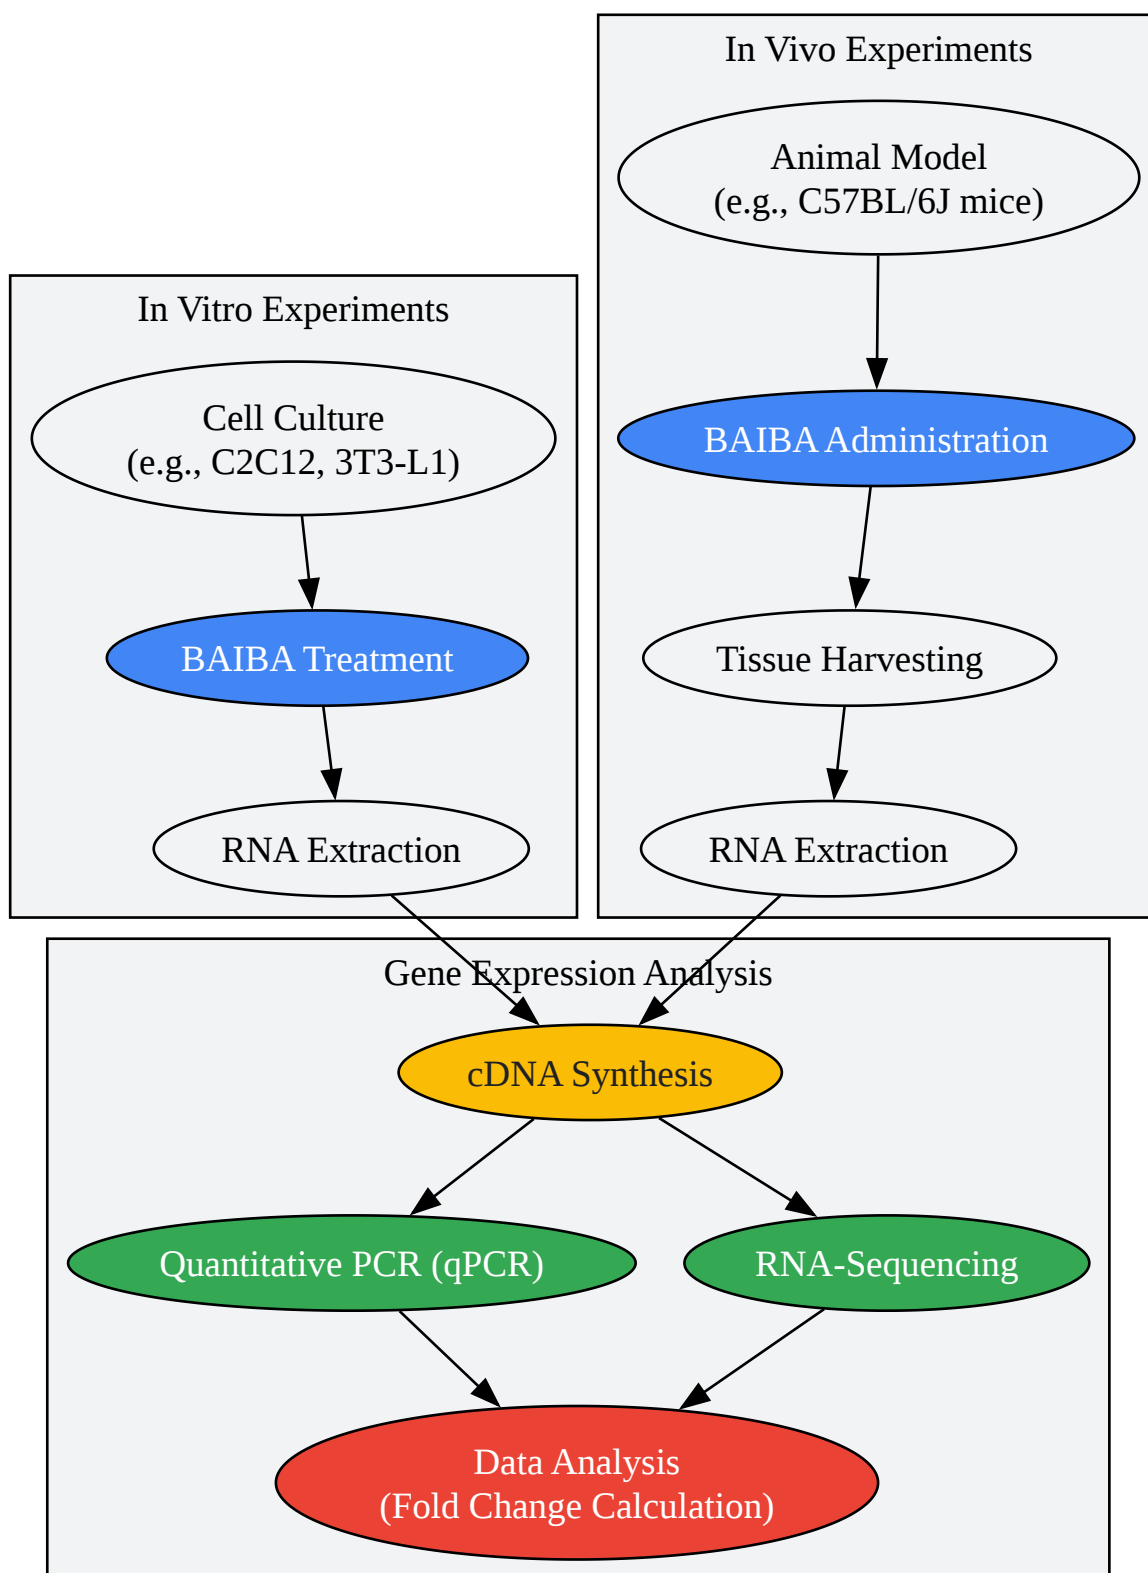 In Vivo Experiments
Animal Model
(e.g., C57BL/6J mice)
BAIBA Administration
Tissue Harvesting
RNA Extraction
In Vitro Experiments
Cell Culture
(e.g., C2C12, 3T3-L1)
BAIBA Treatment
RNA Extraction
Gene Expression Analysis
cDNA Synthesis
Quantitative PCR (qPCR)
RNA-Sequencing
Data Analysis
(Fold Change Calculation)